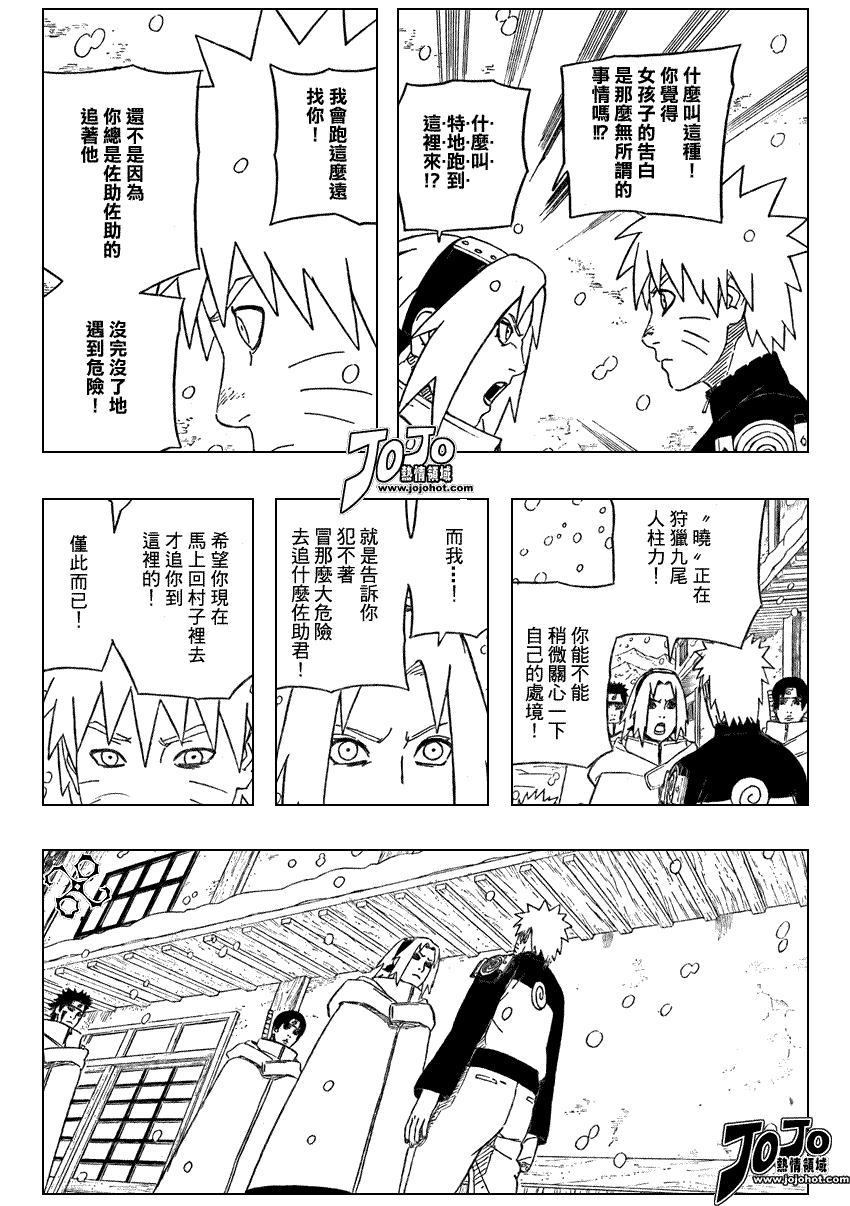 什麼叫這種！
你覺得
女孩子的告白
是那麼無所謂的
事情嗎!?
什麼叫
特地跑到
這裡來!?
我會跑這麼遠
找你！
還不是因為
你總是佐助佐助的
追著他
沒完沒了地
遇到危險！
JOJO
熱情領域
www.jojohot.com
〝曉〞正在
狩獵九尾
人柱力！
你能不能
稍微關心一下
自己的處境！
而我…！
就是告訴你
犯不著
冒那麼大危險
去追什麼佐助君！
希望你現在
馬上回村子裡去
才追你到
這裡的！
僅此而已！
JOJO
熱情領域
www.jojohot.com